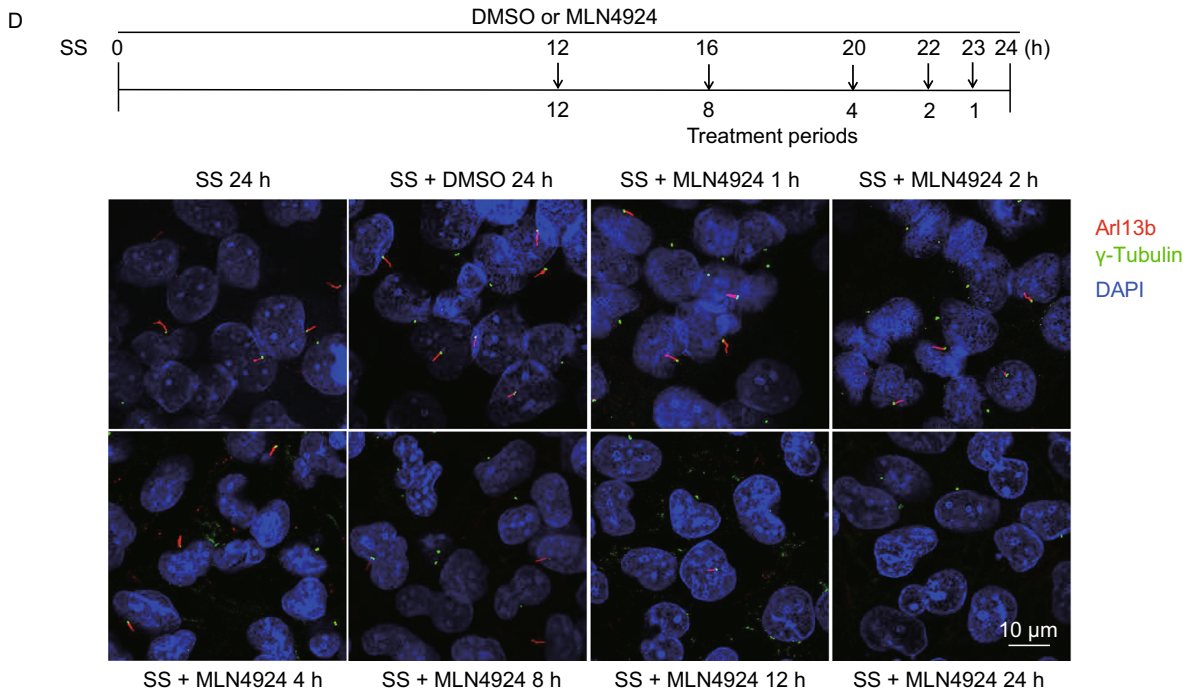 D
DMSO or MLN4924
SS 0 12 16 20 22 23 24 (h)
12 8 4 2 1
Treatment periods
SS 24 h SS + DMSO 24 h SS + MLN4924 1 h SS + MLN4924 2 h
Arl13b
γ-Tubulin
DAPI
10 μm
SS + MLN4924 4 h SS + MLN4924 8 h SS + MLN4924 12 h SS + MLN4924 24 h